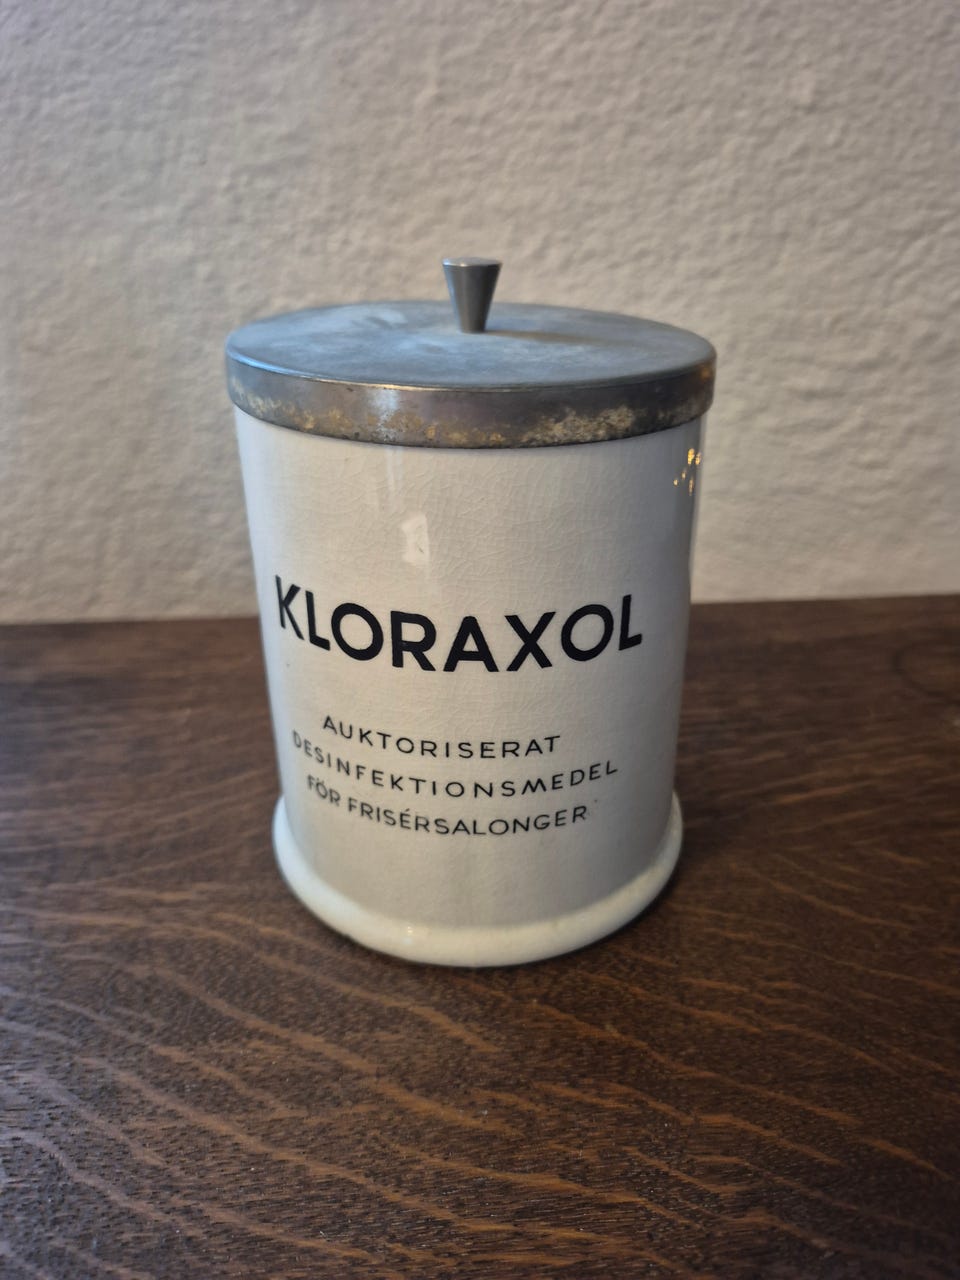 KLORAXOL
AUKTORISERAT
DESINFEKTIONSMEDEL
FÖR FRISÉRSALONGER